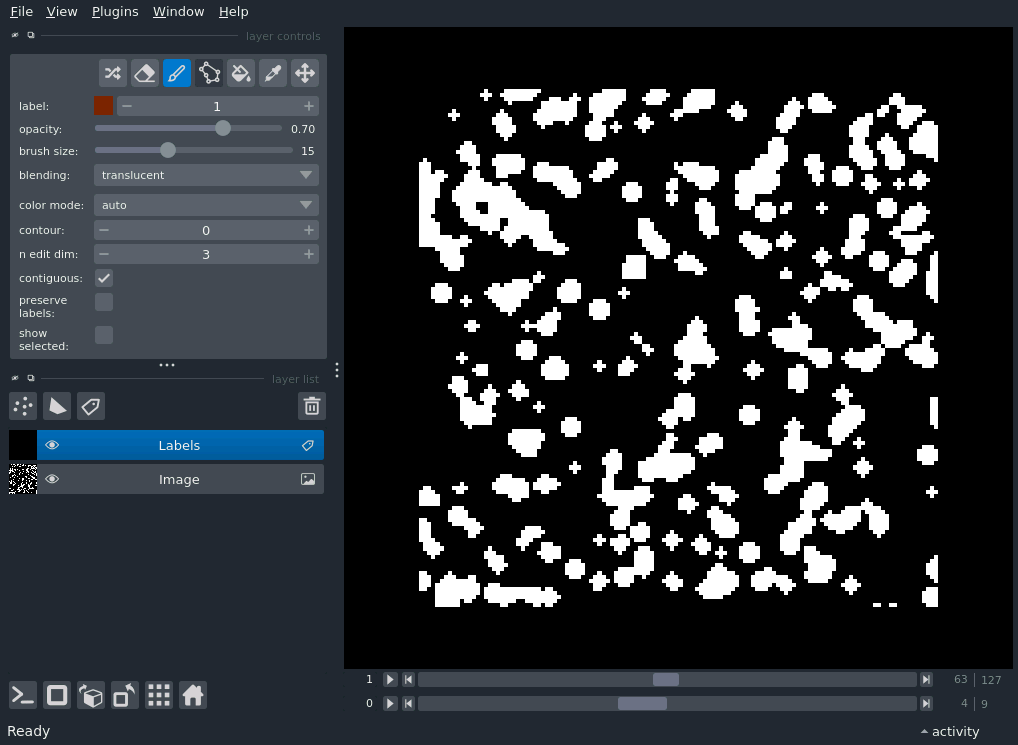 File View Plugins Window Help
layer controls
label: 1
opacity: 0.70
brush size: 15
blending: translucent
color mode: auto
contour: 0
n edit dim: 3
contiguous:
preserve
labels:
show
selected:
layer list
Labels
Image
1 63 127
0 4 9
Ready activity